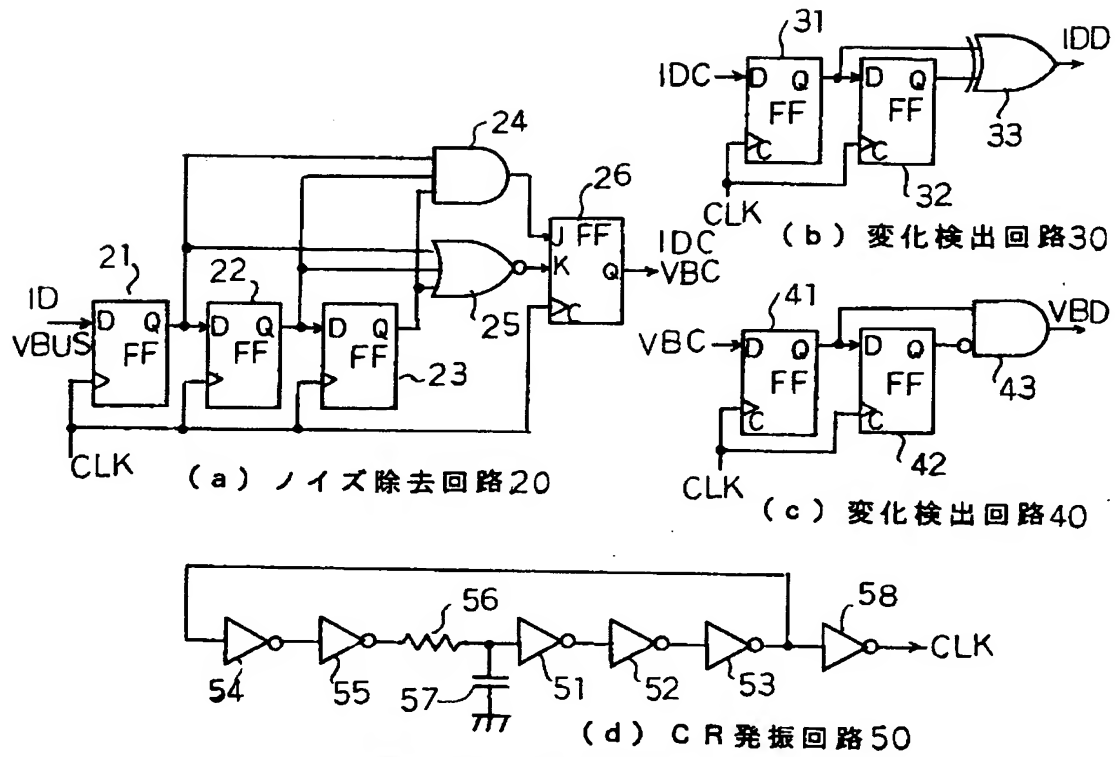 21
ID
VBUS
D Q
FF
22
D Q
FF
D Q
FF
23
CLK
24
25
26
J FF
K
Q
C
IDC
VBC
(a) ノイズ除去回路20
31
IDC
D Q
FF
C
D Q
FF
C
32
33
IDD
CLK
(b) 変化検出回路30
41
VBC
D Q
FF
C
D Q
FF
C
42
43
VBD
CLK
(c) 変化検出回路40
54
55
56
57
51
52
53
58
CLK
(d) CR発振回路50